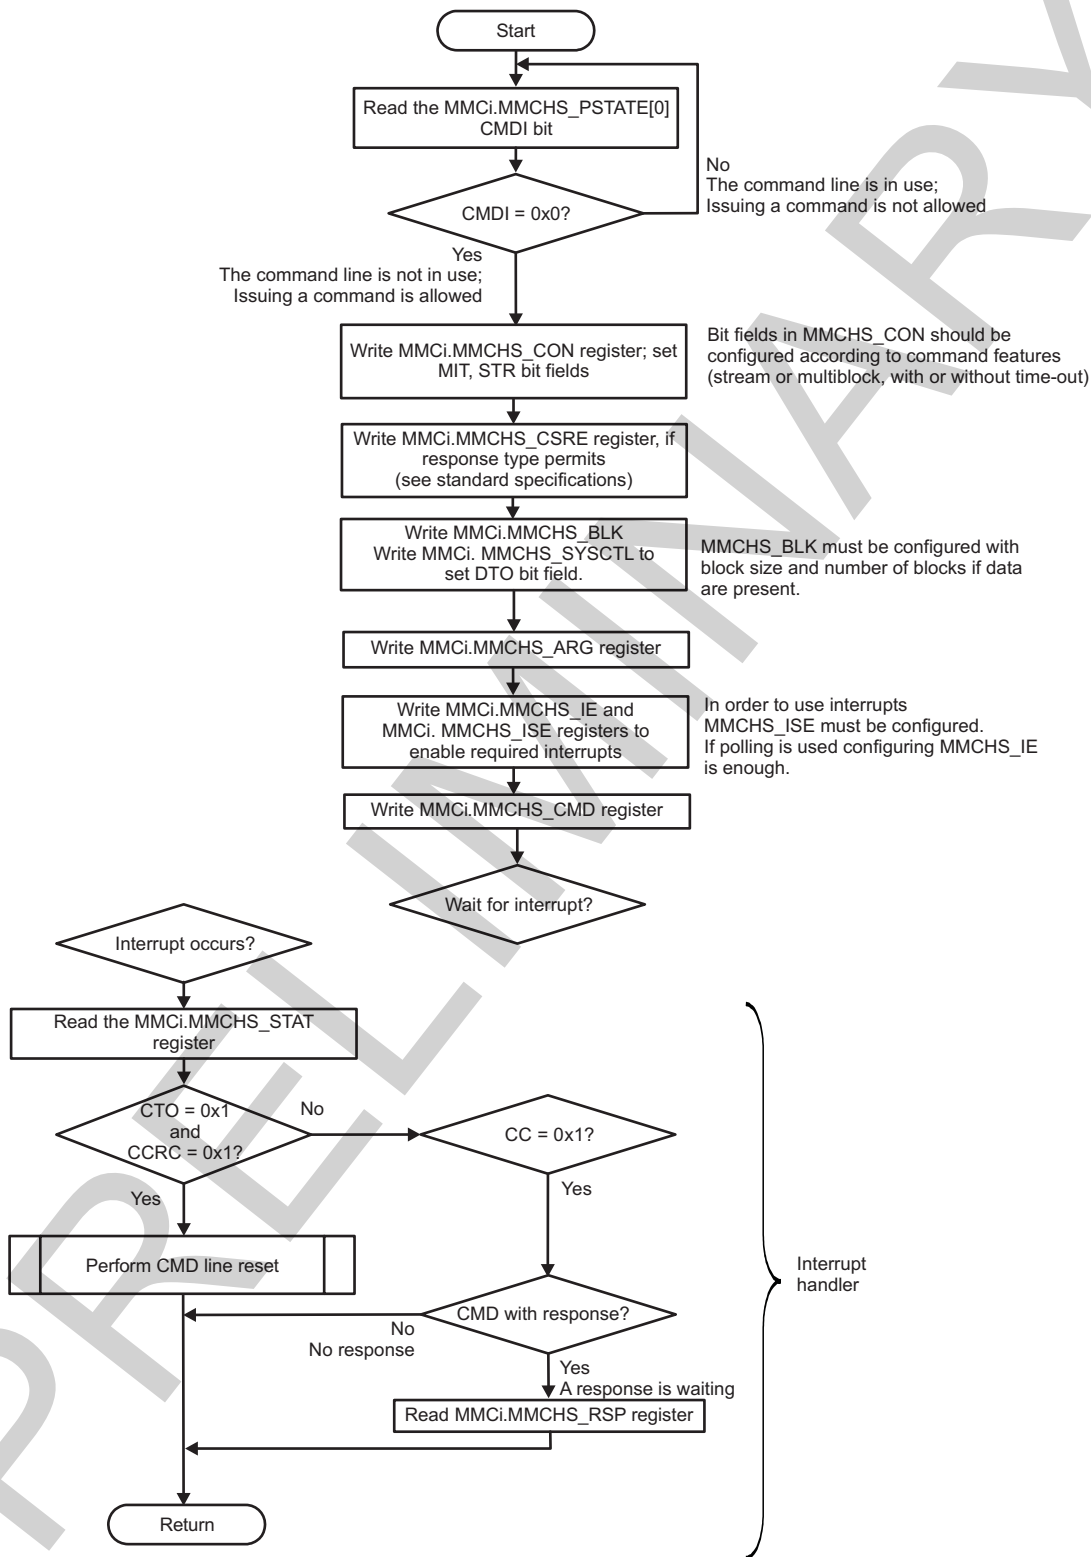 Start
Read the MMCi.MMCHS_PSTATE[0]
CMDI bit
No
The command line is in use;
Issuing a command is not allowed
CMDI = 0x0?
Yes
The command line is not in use;
Issuing a command is allowed
Write MMCi.MMCHS_CON register; set
MIT, STR bit fields
Bit fields in MMCHS_CON should be
configured according to command features
(stream or multiblock, with or without time-out)
Write MMCi.MMCHS_CSRE register, if
response type permits
(see standard specifications)
Write MMCi.MMCHS_BLK
Write MMCi. MMCHS_SYSCTL to
set DTO bit field.
MMCHS_BLK must be configured with
block size and number of blocks if data
are present.
Write MMCi.MMCHS_ARG register
Write MMCi.MMCHS_IE and
MMCi. MMCHS_ISE registers to
enable required interrupts
In order to use interrupts
MMCHS_ISE must be configured.
If polling is used configuring MMCHS_IE
is enough.
Write MMCi.MMCHS_CMD register
Wait for interrupt?
Interrupt occurs?
Read the MMCi.MMCHS_STAT
register
CTO = 0x1
and
CCRC = 0x1?
No
CC = 0x1?
Yes
Yes
Perform CMD line reset
Interrupt
handler
CMD with response?
No
No response
Yes
A response is waiting
Read MMCi.MMCHS_RSP register
Return
PRELIMINARY